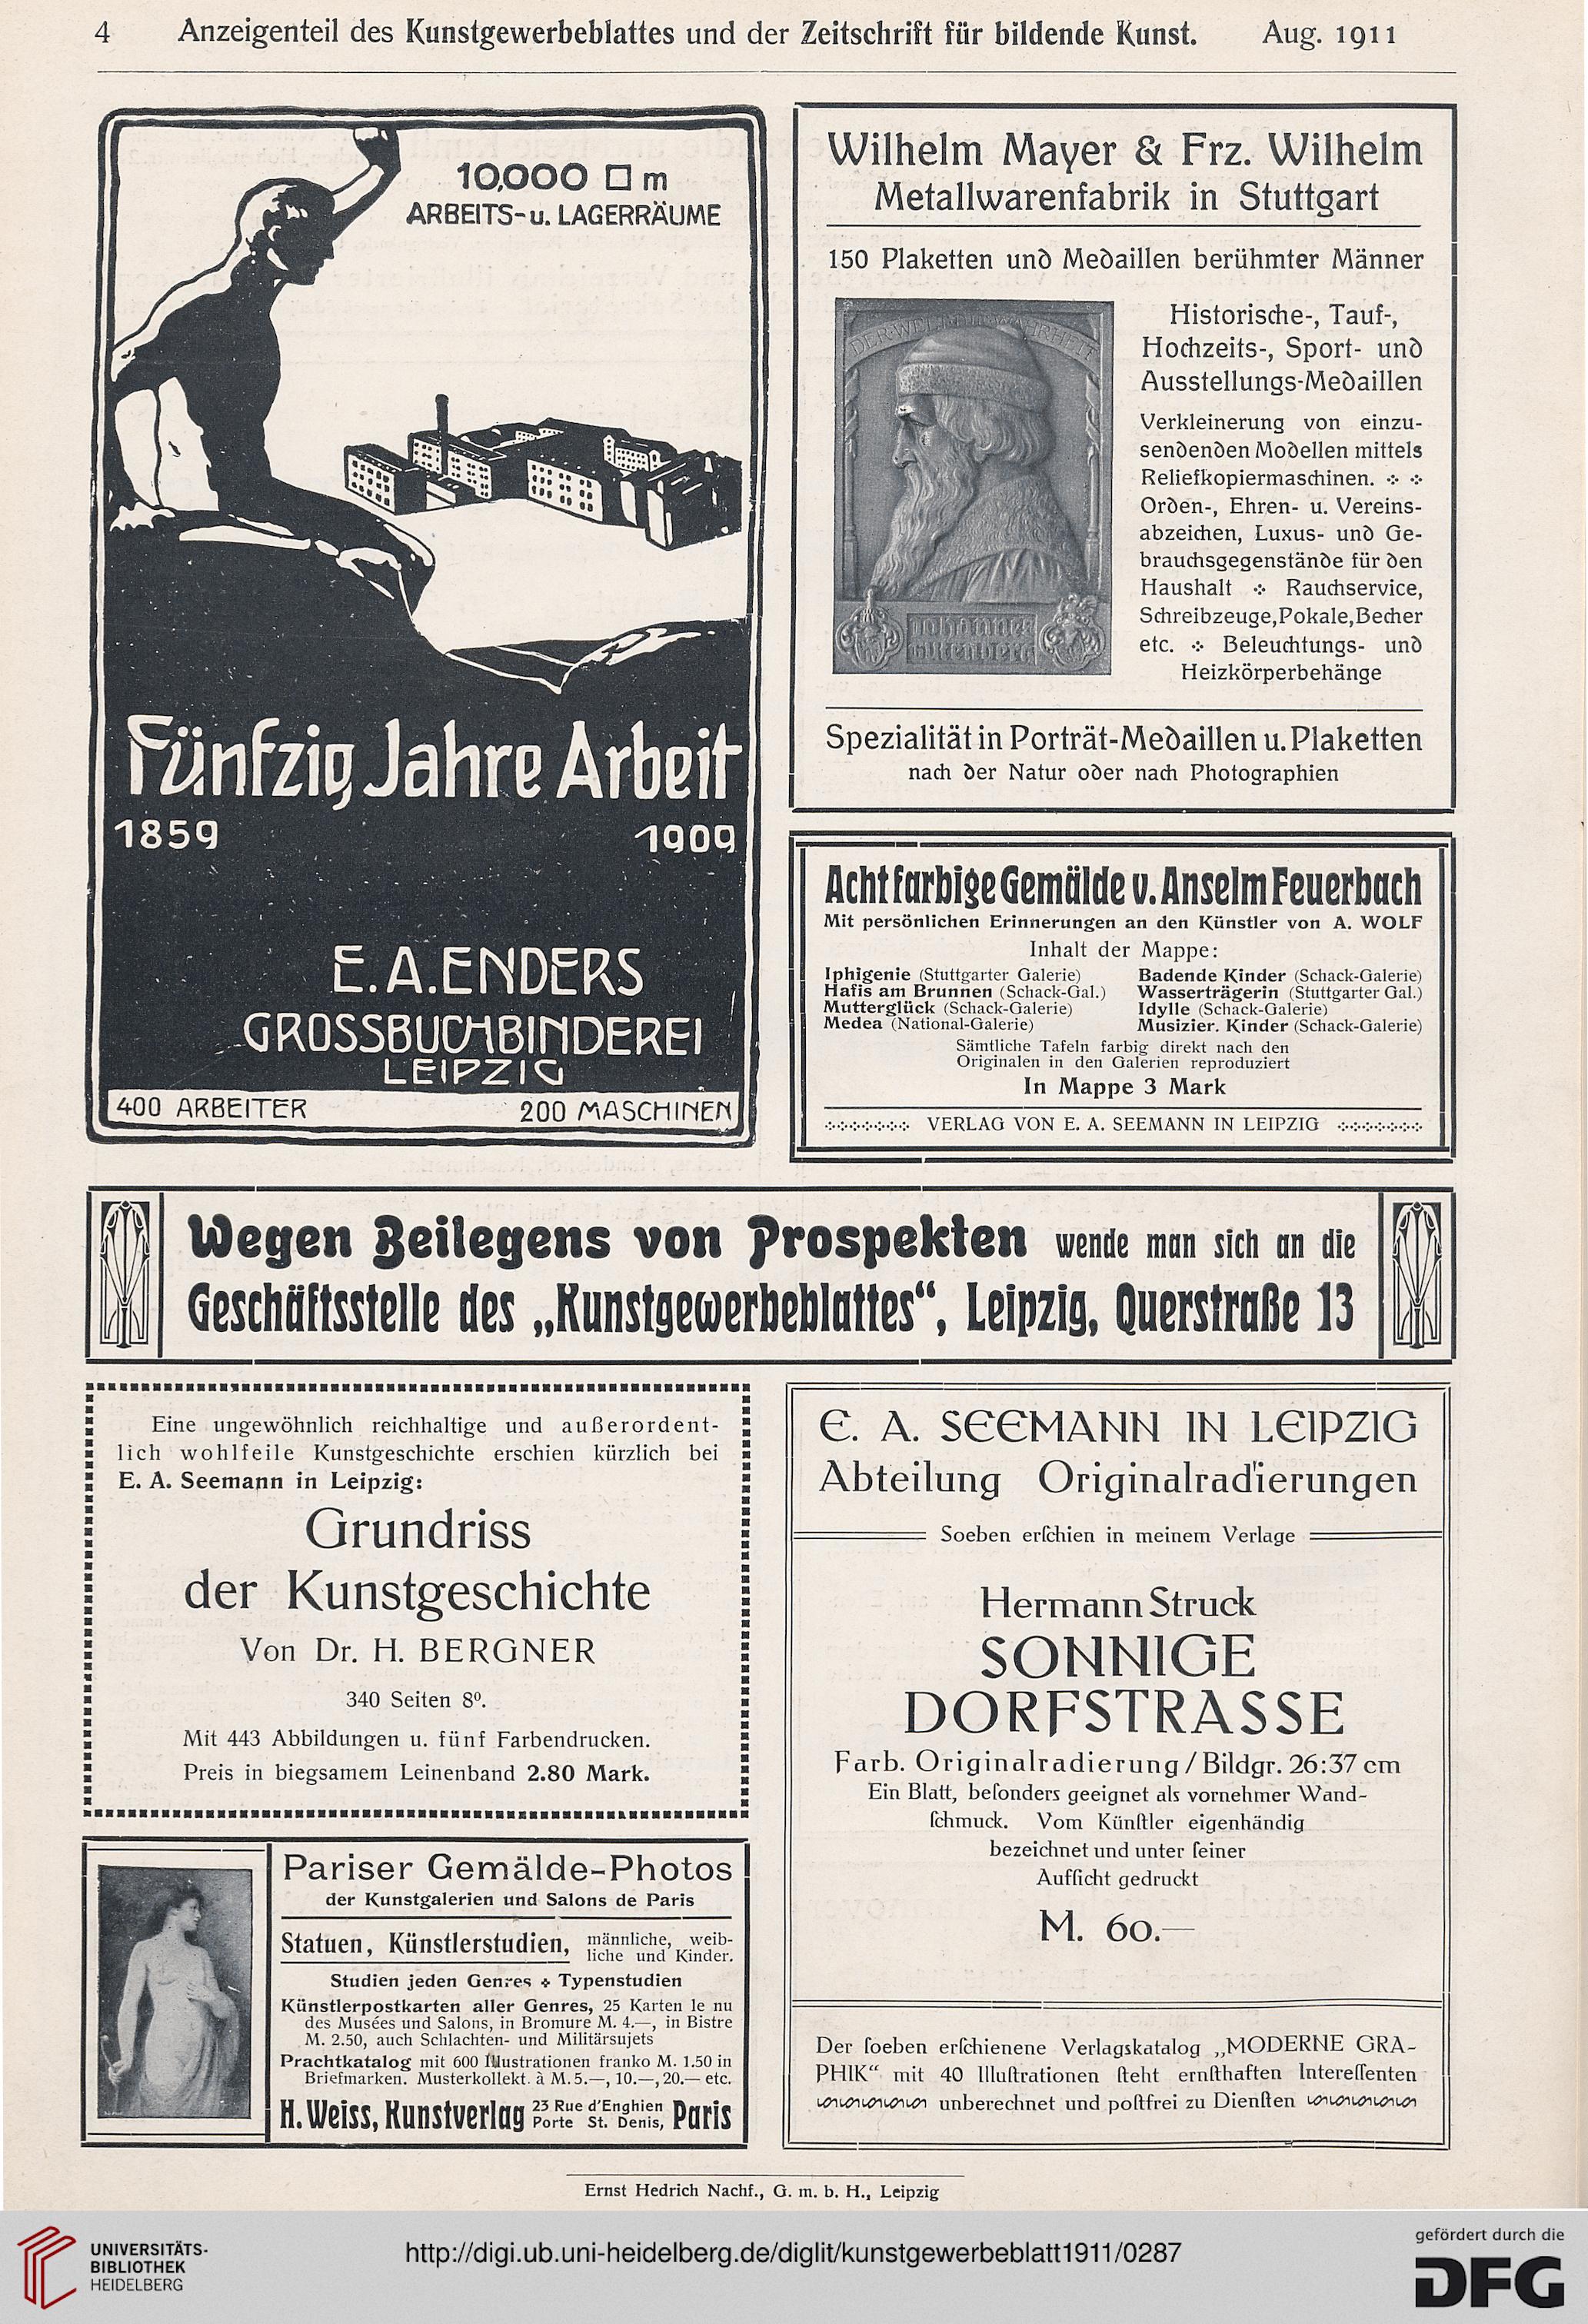 4 Anzeigenteil des Kunstgewerbeblattes und der Zeitschrift für bildende Kunst. Aug. 1911
10,000 □ m
ARBEITS- u. LAGERRÄUME
Fünfzig Jahre Arbeit
1859 1909
E. A. ENDERS
GROSSBUCHBINDEREI
LEIPZIG
400 ARBEITER 200 MASCHINEN
Wilhelm Mayer & Frz. Wilhelm
Metallwarenfabrik in Stuttgart
150 Plaketten und Medaillen berühmter Männer
DER WELT
Johannes
Gutenberg
Historische-, Tauf-,
Hochzeits-, Sport- und
Ausstellungs-Medaillen
Verkleinerung von einzu-
sendenden Modellen mittels
Reliefkopiermaschinen.
Orden-, Ehren- u. Vereins-
abzeichen, Luxus- und Ge-
brauchsgegenstände für den
Haushalt Rauchservice,
Schreibzeuge, Pokale, Becher
etc. Beleuchtungs- und
Heizkörperbehänge
Spezialität in Porträt-Medaillen u. Plaketten
nach der Natur oder nach Photographien
Acht farbige Gemälde v. Anselm Feuerbach
Mit persönlichen Erinnerungen an den Künstler von A. WOLF
Inhalt der Mappe:
Iphigenie (Stuttgarter Galerie)
Hafis am Brunnen (Schack-Gal.)
Mutterglück (Schack-Galerie)
Medea (National-Galerie)
Badende Kinder (Schack-Galerie)
Wasserträgerin (Stuttgarter Gal.)
Idylle (Schack-Galerie)
Musizier. Kinder (Schack-Galerie)
Sämtliche Tafeln farbig direkt nach den
Originalen in den Galerien reproduziert
In Mappe 3 Mark
VERLAG VON E. A. SEEMANN IN LEIPZIG
Wegen Beilegens von Prospekten wende man sich an die
Geschäftsstelle des „Kunstgewerbeblattes“, Leipzig, Querstraße 13
Eine ungewöhnlich reichhaltige und außerordent-
lich wohlfeile Kunstgeschichte erschien kürzlich bei
E. A. Seemann in Leipzig:
Grundriss
der Kunstgeschichte
Von Dr. H. BERGNER
340 Seiten 8⁰.
Mit 443 Abbildungen u. fünf Farbendrucken.
Preis in biegsamem Leinenband 2.80 Mark.
Pariser Gemälde-Photos
der Kunstgalerien und Salons de Paris
Statuen, Künstlerstudien, männliche, weib-
liche und Kinder.
Studien jeden Genres Typenstudien
Künstlerpostkarten aller Genres, 25 Karten le nu
des Musées und Salons, in Bromure M. 4.—, in Bistre
M. 2.50, auch Schlachten- und Militärsujets
Prachtkatalog mit 600 Illustrationen franko M. 1.50 in
Briefmarken. Musterkollekt. à M. 5.—, 10.—, 20.— etc.
H. Weiss, Kunstverlag 23 Rue d'Enghien
Porte St. Denis, Paris
E. A. SEEMANN IN LEIPZIG
Abteilung Originalradierungen
Soeben erſchien in meinem Verlage
Hermann Struck
SONNIGE
DORFSTRASSE
Farb. Originalradierung / Bildgr. 26:37 cm
Ein Blatt, beſonders geeignet als vornehmer Wand-
ſchmuck. Vom Künſtler eigenhändig
bezeichnet und unter ſeiner
Aufſicht gedruckt
M. 60.—
Der ſoeben erſchienene Verlagskatalog „MODERNE GRA-
PHIK“ mit 40 Illuſtrationen ſteht ernſthaften Intereſſenten
unberechnet und poſtfrei zu Dienſten
Ernst Hedrich Nachf., G. m. b. H., Leipzig
UNIVERSITÄTS-
BIBLIOTHEK
HEIDELBERG
http://digi.ub.uni-heidelberg.de/diglit/kunstgewerbeblatt1911/0287
gefördert durch die
DFG